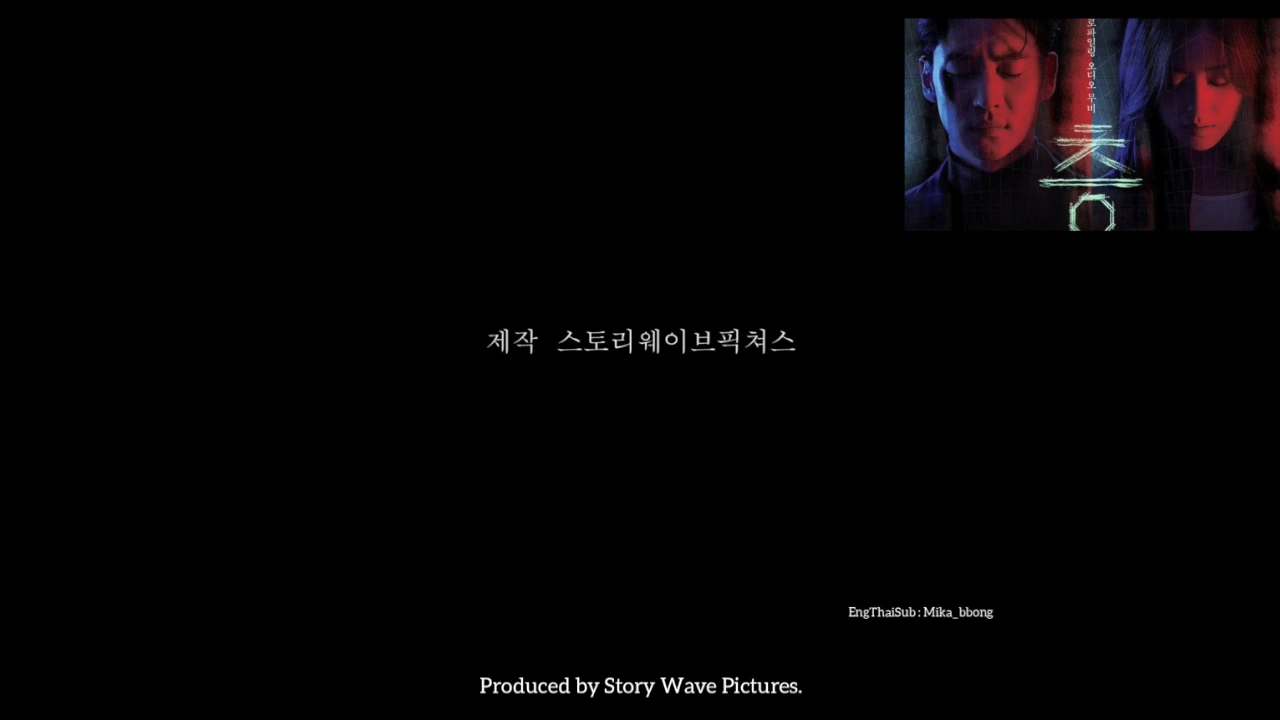 로파일링 오디오 무비
층
제작 스토리웨이브픽쳐스
EngThaiSub : Mika_bbong
Produced by Story Wave Pictures.